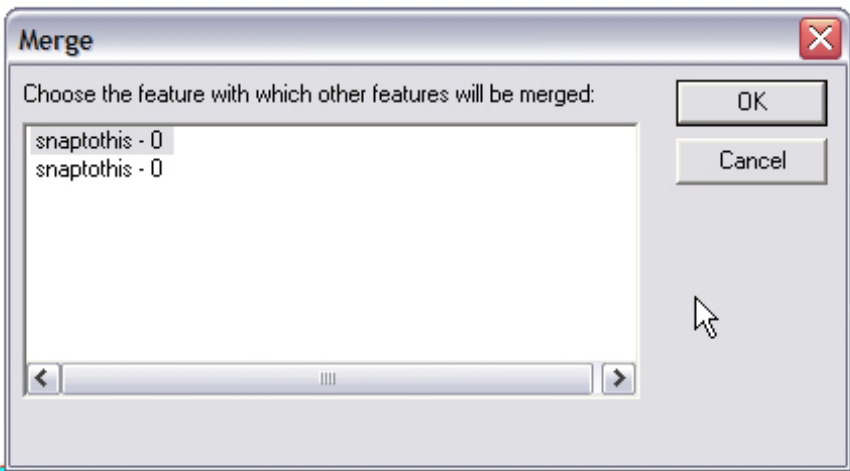 Merge
Choose the feature with which other features will be merged:
snaptothis - 0
snaptothis - 0
OK
Cancel